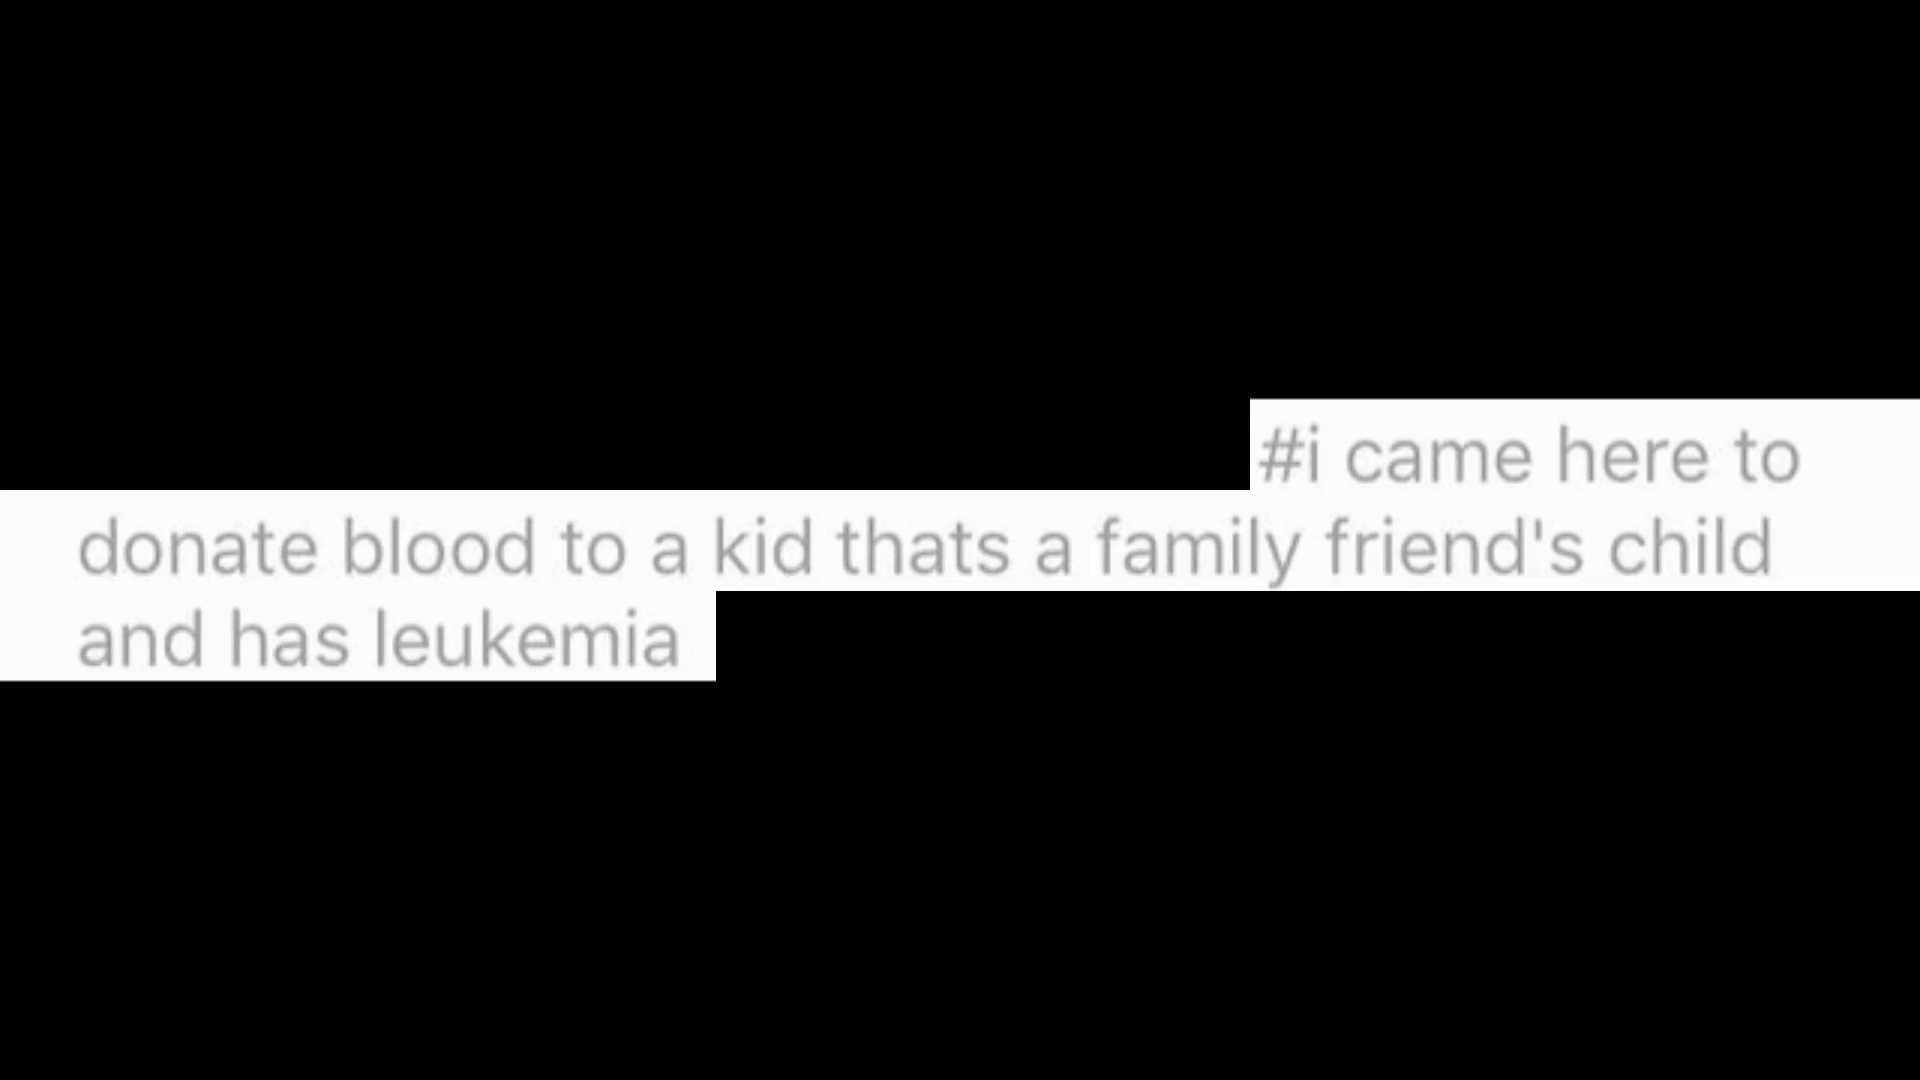 #i came here to
donate blood to a kid thats a family friend's child
and has leukemia